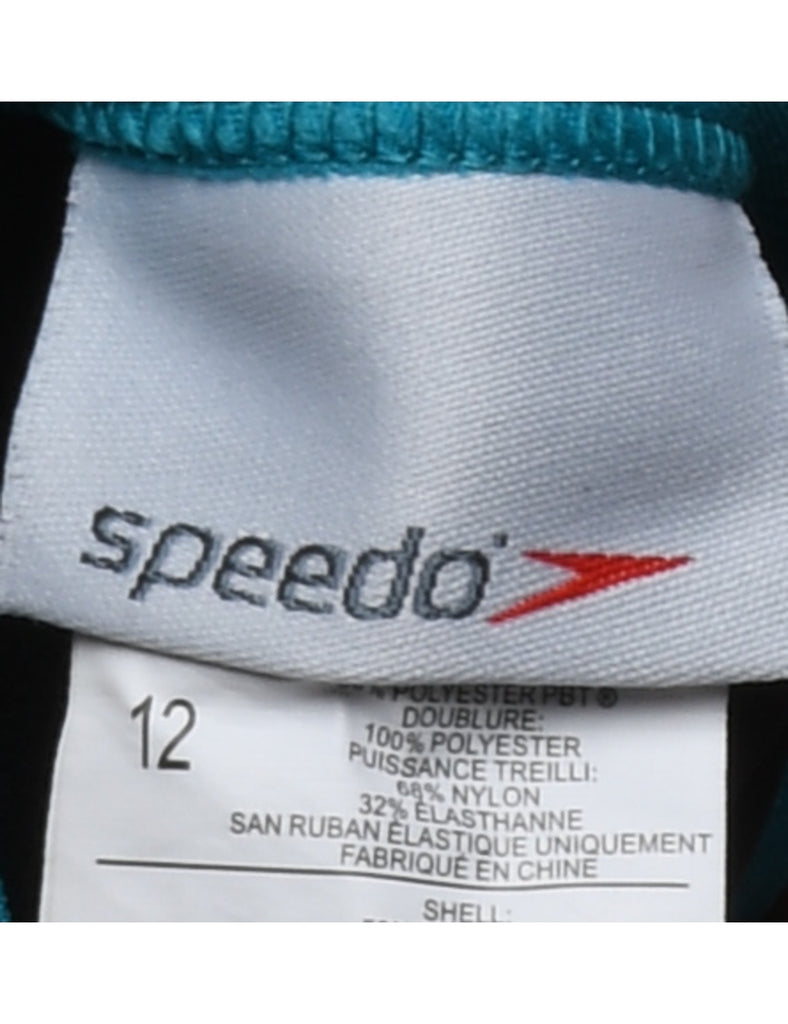 speedo
12
% POLYESTER PBT ®
DOUBLURE:
100% POLYESTER
PUISSANCE TREILLI:
68% NYLON
32% ÉLASTHANNE
SAN RUBAN ÉLASTIQUE UNIQUEMENT
FABRIQUÉ EN CHINE
SHELL: